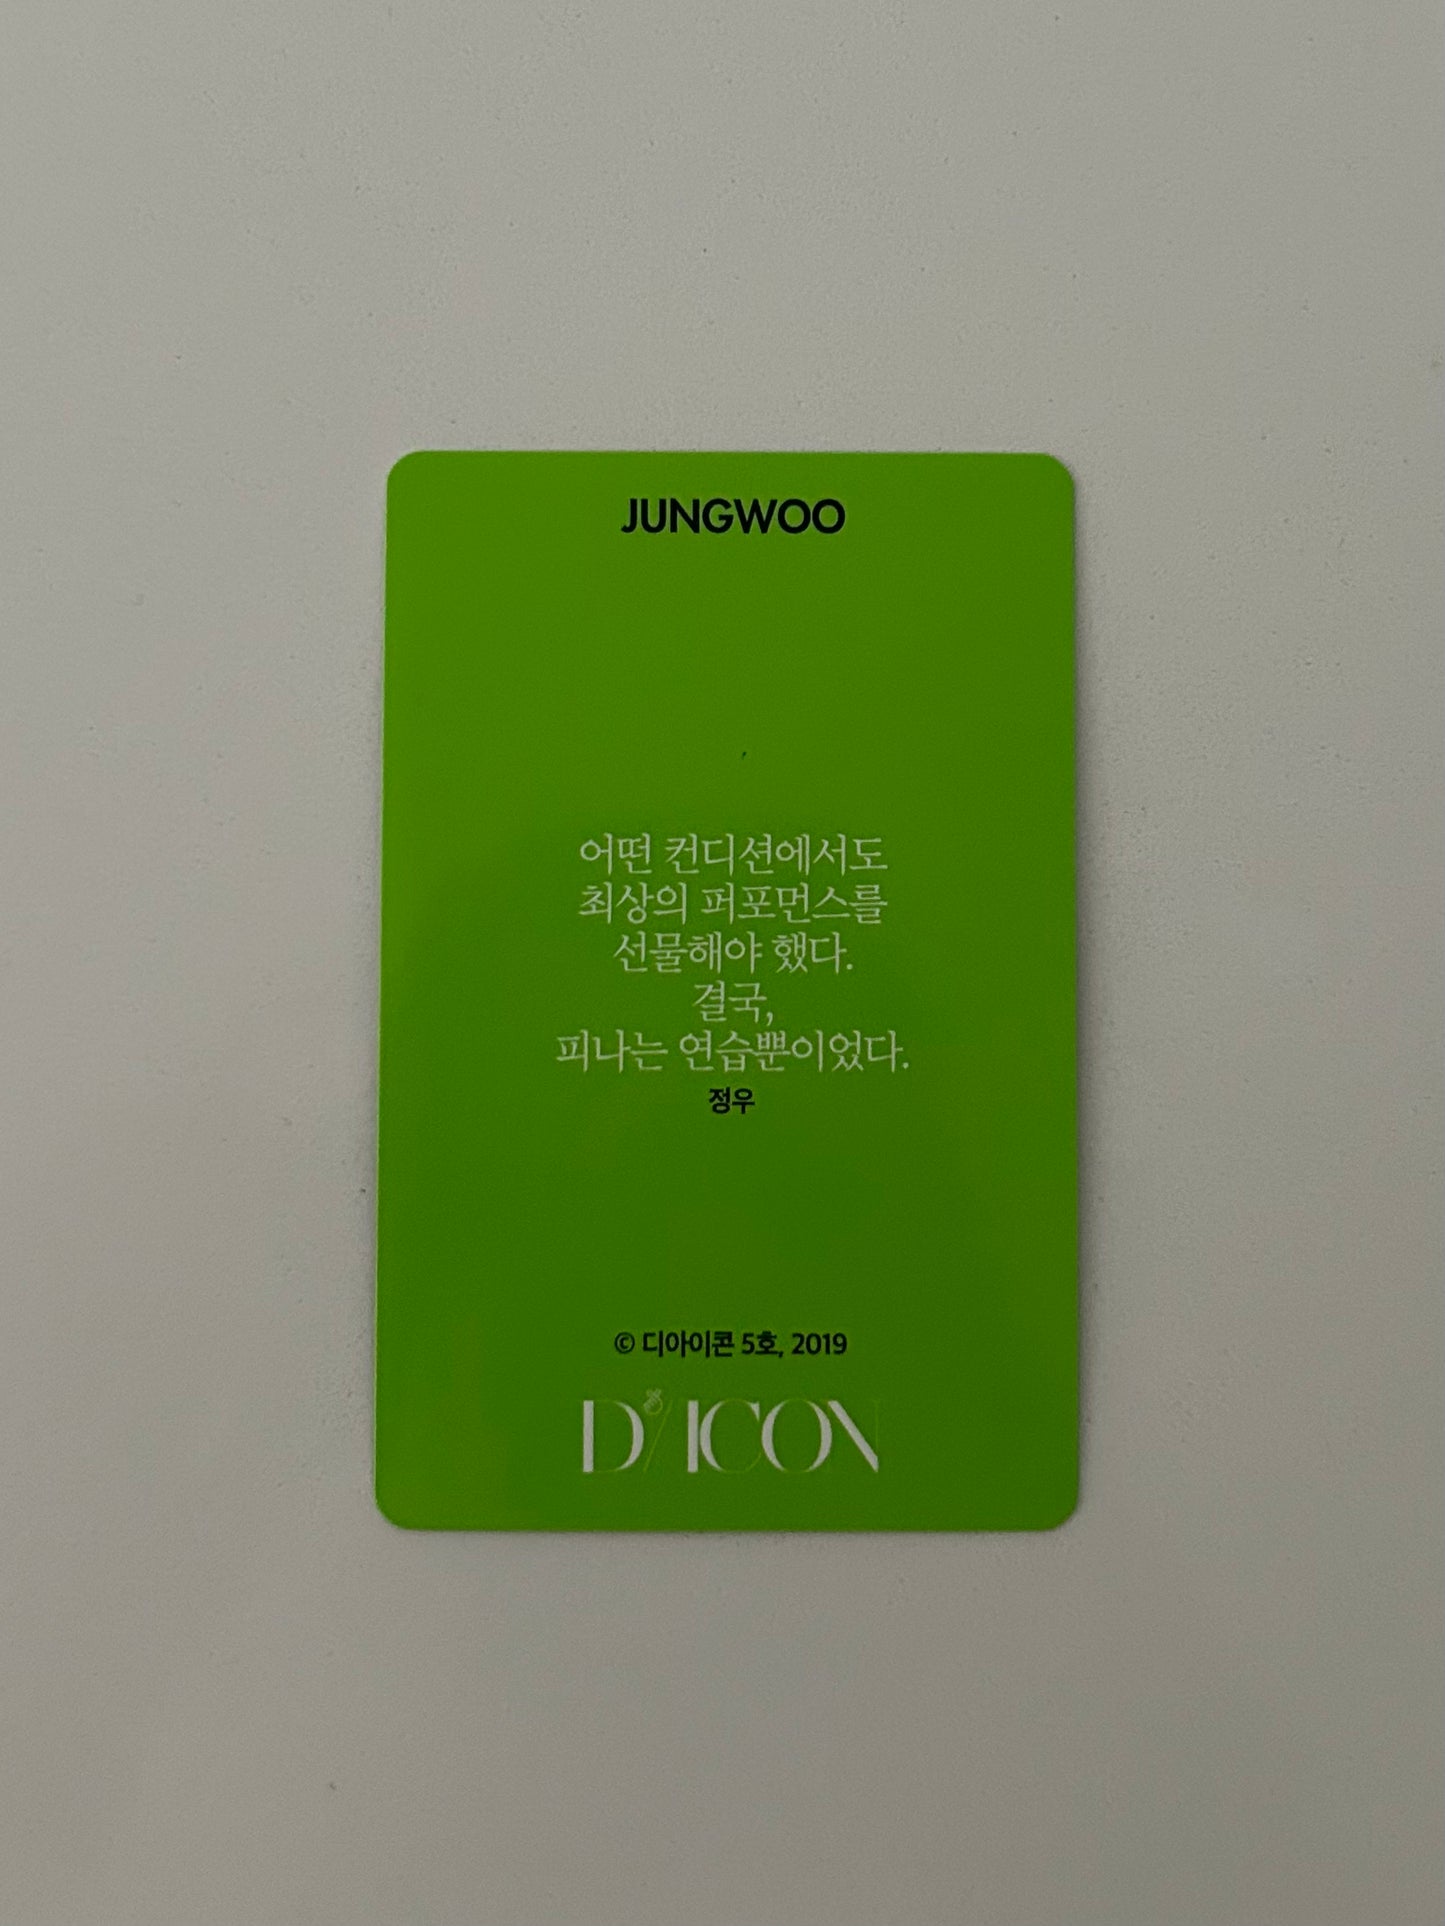 JUNGWOO
어떤 컨디션에서도
최상의 퍼포먼스를
선물해야 했다.
결국,
피나는 연습뿐이었다.
정우
© 디아이콘 5호, 2019
D/ICON